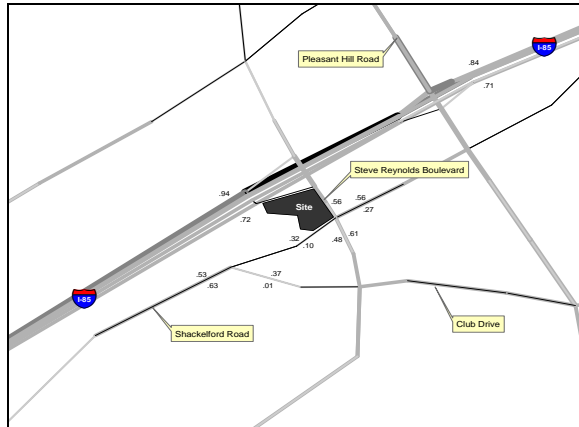 I-85
.84
Pleasant Hill Road
.71
Steve Reynolds Boulevard
.94
.56
.56
Site
.27
.72
.61
.32
.48
.10
.53
.37
.63
.01
I-85
Shackelford Road
Club Drive